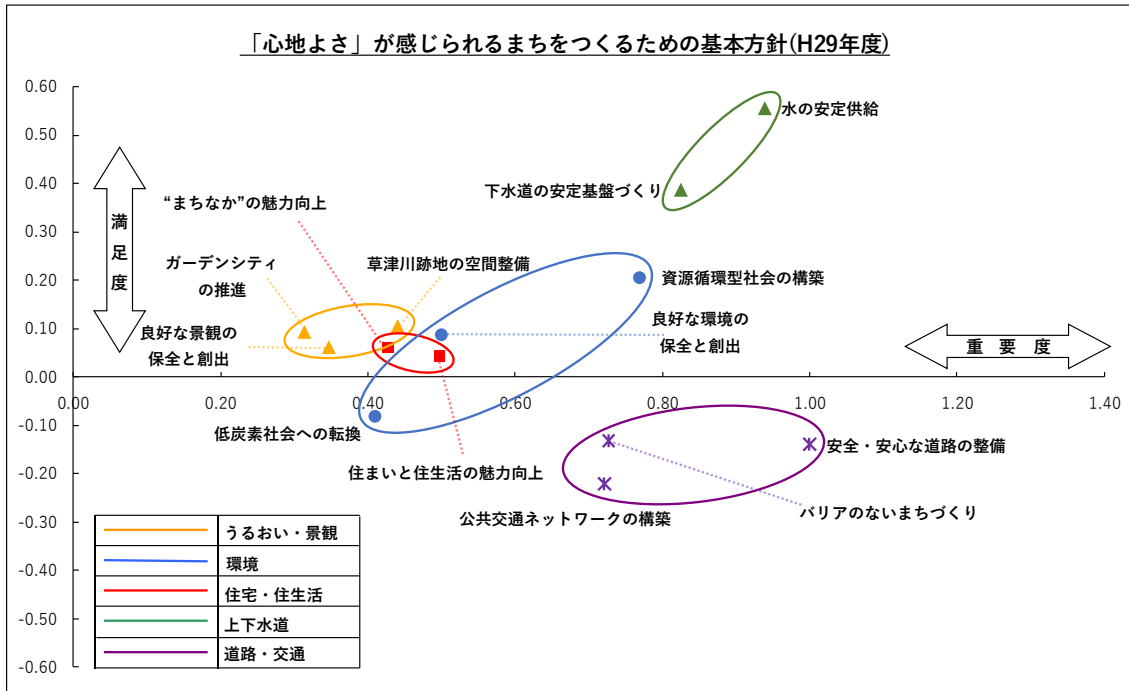 「心地よさ」が感じられるまちをつくるための基本方針(H29年度)
0.60
0.50
0.40
0.30
0.20
0.10
0.00
-0.10
-0.20
-0.30
-0.40
-0.50
-0.60
0.00
0.20
0.40
0.60
0.80
1.00
1.20
1.40
満足度
重要度
水の安定供給
下水道の安定基盤づくり
“まちなか”の魅力向上
ガーデンシティ
の推進
草津川跡地の空間整備
資源循環型社会の構築
良好な景観の
保全と創出
良好な環境の
保全と創出
低炭素社会への転換
住まいと住生活の魅力向上
安全・安心な道路の整備
公共交通ネットワークの構築
バリアのないまちづくり
うるおい・景観
環境
住宅・住生活
上下水道
道路・交通